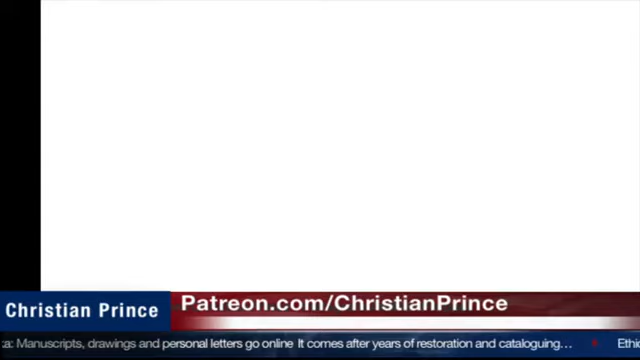 Patreon.com/ChristianPrince
Christian Prince
Manuscripts, drawings and personal letters go online It comes after years of restoration and cataloguing…